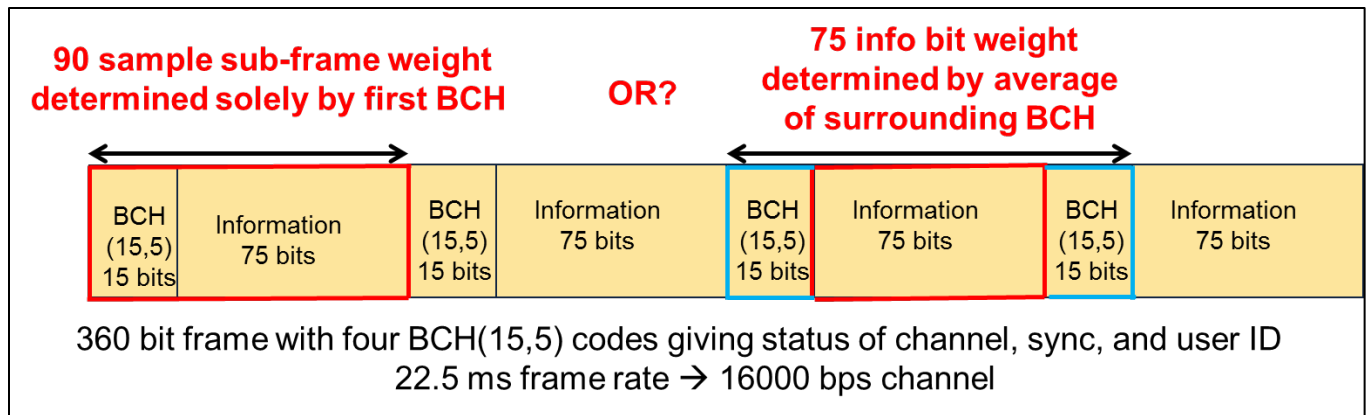 90 sample sub-frame weight
determined solely by first BCH
OR?
75 info bit weight
determined by average
of surrounding BCH
BCH
(15,5)
15 bits
Information
75 bits
BCH
(15,5)
15 bits
Information
75 bits
BCH
(15,5)
15 bits
Information
75 bits
BCH
(15,5)
15 bits
Information
75 bits
360 bit frame with four BCH(15,5) codes giving status of channel, sync, and user ID
22.5 ms frame rate → 16000 bps channel